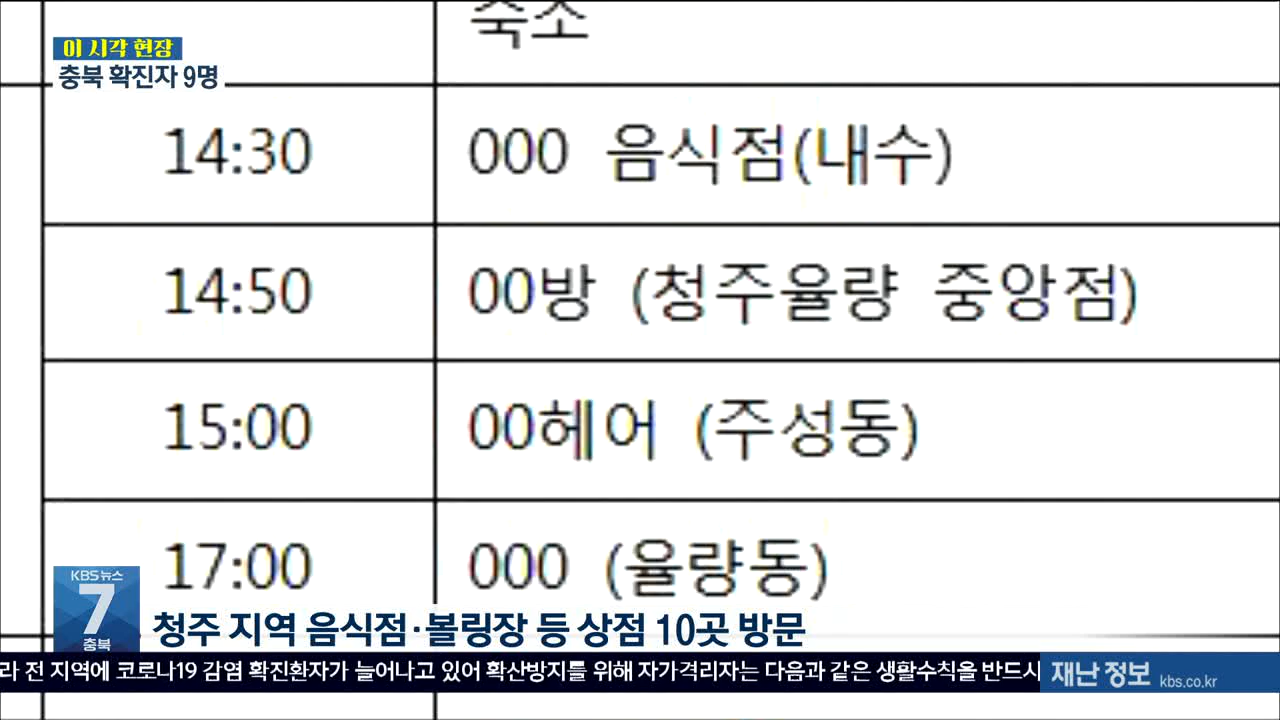 숙소
이 시각 현장
충북 확진자 9명
14:30 000 음식점(내수)
14:50 00방 (청주율량 중앙점)
15:00 00헤어 (주성동)
17:00 000 (율량동)
KBS뉴스
7
충북
청주 지역 음식점·볼링장 등 상점 10곳 방문
라 전 지역에 코로나19 감염 확진환자가 늘어나고 있어 확산방지를 위해 자가격리자는 다음과 같은 생활수칙을 반드시
재난 정보 kbs.co.kr